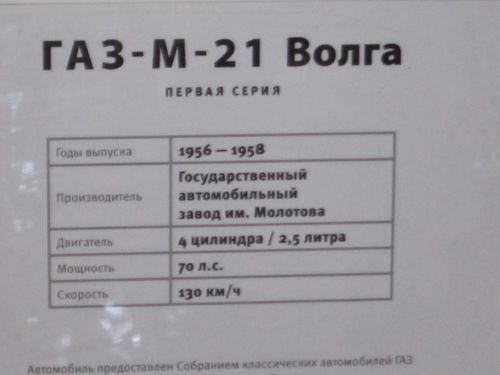 ГАЗ-М-21 Волга
ПЕРВАЯ СЕРИЯ
Годы выпуска 1956 — 1958
Производитель Государственный
автомобильный
завод им. Молотова
Двигатель 4 цилиндра / 2,5 литра
Мощность 70 л.с.
Скорость 130 км/ч
Автомобиль предоставлен Собранием классических автомобилей ГАЗ